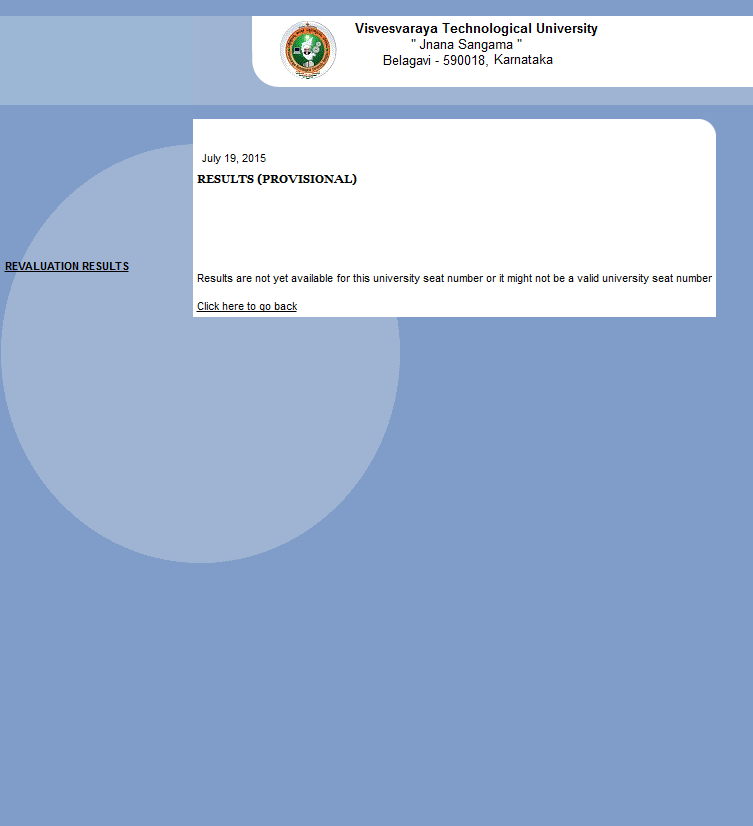 Visvesvaraya Technological University
" Jnana Sangama "
Belagavi - 590018, Karnataka
July 19, 2015
RESULTS (PROVISIONAL)
REVALUATION RESULTS
Results are not yet available for this university seat number or it might not be a valid university seat number
Click here to go back